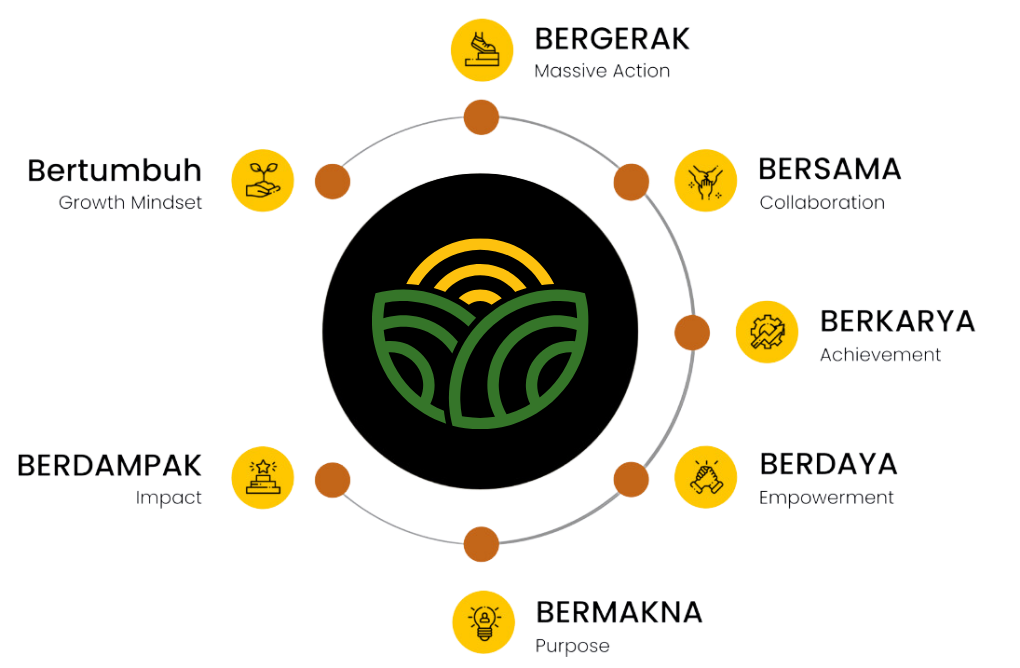 BERGERAK
Massive Action
Bertumbuh
Growth Mindset
BERSAMA
Collaboration
BERKARYA
Achievement
BERDAMPAK
Impact
BERDAYA
Empowerment
BERMAKNA
Purpose